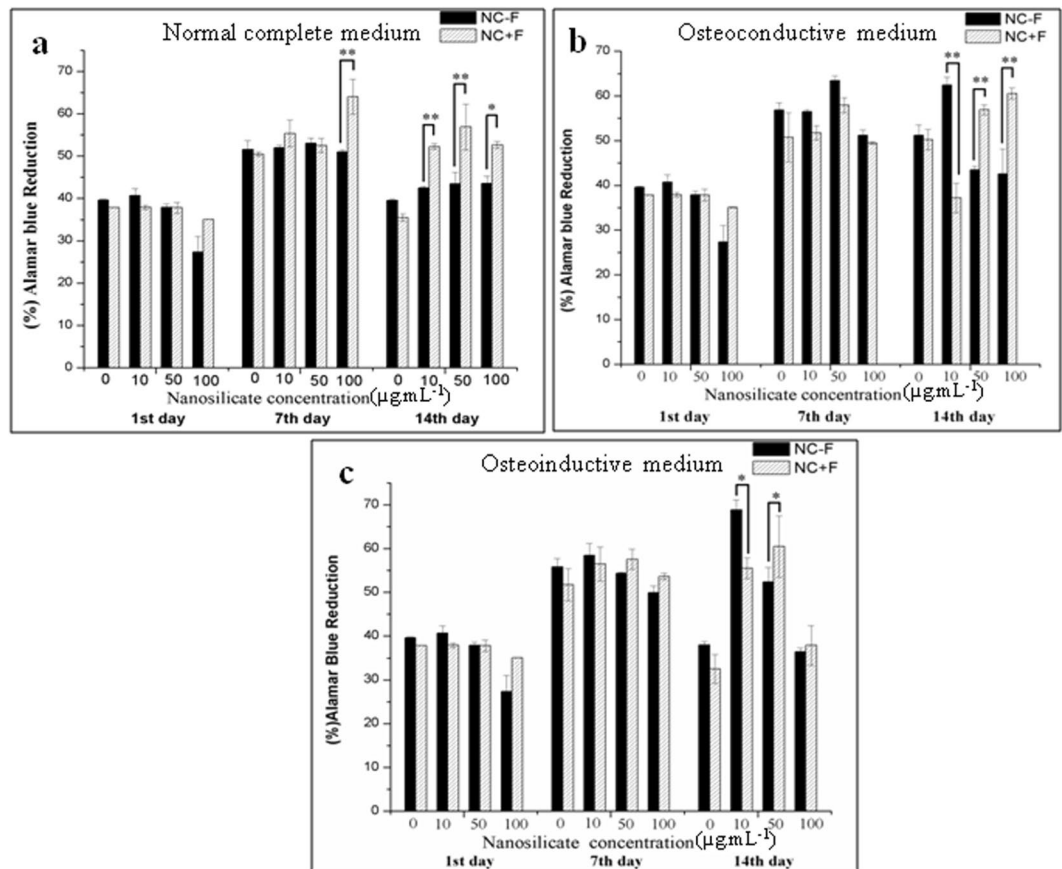 a
Normal complete medium
NC-F
NC+F
(%) Alamar blue Reduction
70
60
50
40
30
20
10
0
** ** ** *
0 10 50 100 0 10 50 100 0 10 50 100
Nanosilicate concentration(µg.mL-1)
1st day 7th day 14th day
b
Osteoconductive medium
NC-F
NC+F
(%) Alamar blue Reduction
70
60
50
40
30
20
10
0
** ** **
0 10 50 100 0 10 50 100 0 10 50 100
Nanosilicate concentration(µg.mL-1)
1st day 7th day 14th day
c
Osteoinductive medium
NC-F
NC+F
(%)Alamar Blue Reduction
70
60
50
40
30
20
10
0
* *
0 10 50 100 0 10 50 100 0 10 50 100
Nanosilicate concentration(µg.mL-1)
1st day 7th day 14th day